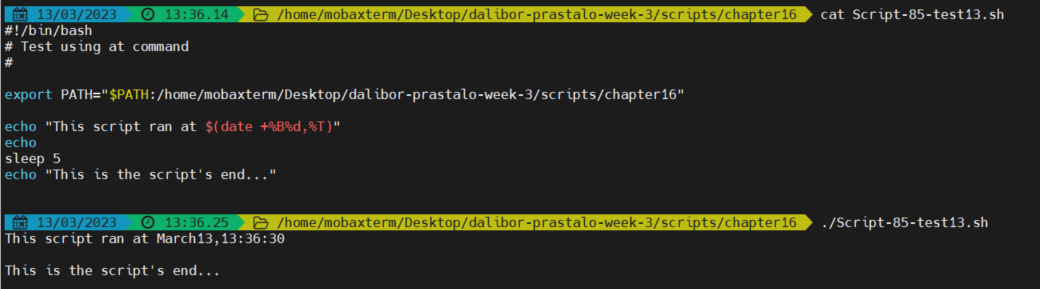 13/03/2023 13:36.14 /home/mobaxterm/Desktop/dalibor-prastalo-week-3/scripts/chapter16 cat Script-85-test13.sh
#!/bin/bash
# Test using at command
#
export PATH="$PATH:/home/mobaxterm/Desktop/dalibor-prastalo-week-3/scripts/chapter16"
echo "This script ran at $(date +%B%d,%T)"
echo
sleep 5
echo "This is the script's end..."
13/03/2023 13:36.25 /home/mobaxterm/Desktop/dalibor-prastalo-week-3/scripts/chapter16 ./Script-85-test13.sh
This script ran at March13,13:36:30
This is the script's end...